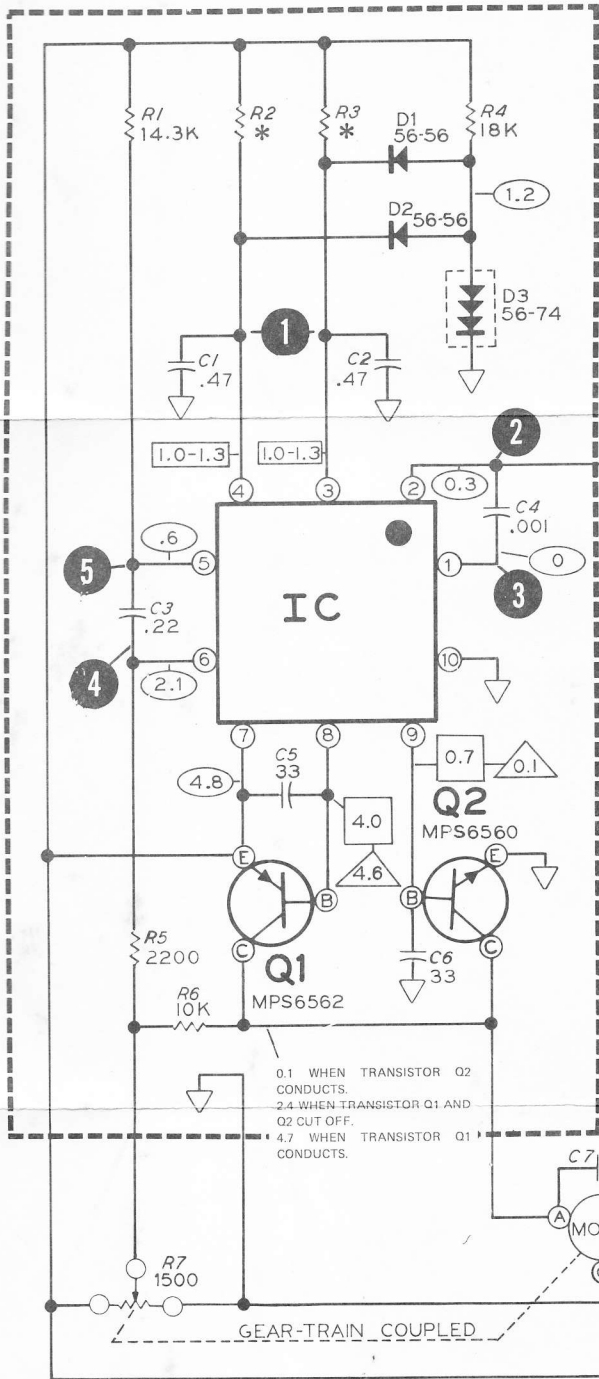 R1
14.3K
R2
*
R3
*
D1
56-56
R4
18K
1.2
D2
56-56
D3
56-74
1
C1
.47
C2
.47
1.0-1.3
1.0-1.3
2
4
3
2
0.3
C4
.001
.6
5
5
1
0
3
IC
C3
.22
4
6
2.1
10
7
8
9
C5
33
4.8
0.7
0.1
4.0
4.6
Q2
MPS6560
E
B
C
Q1
MPS6562
E
B
C
C6
33
R5
2200
R6
10K
0.1 WHEN TRANSISTOR Q2
CONDUCTS.
2.4 WHEN TRANSISTOR Q1 AND
Q2 CUT OFF.
4.7 WHEN TRANSISTOR Q1
CONDUCTS.
C7
A
MO
R7
1500
GEAR-TRAIN COUPLED